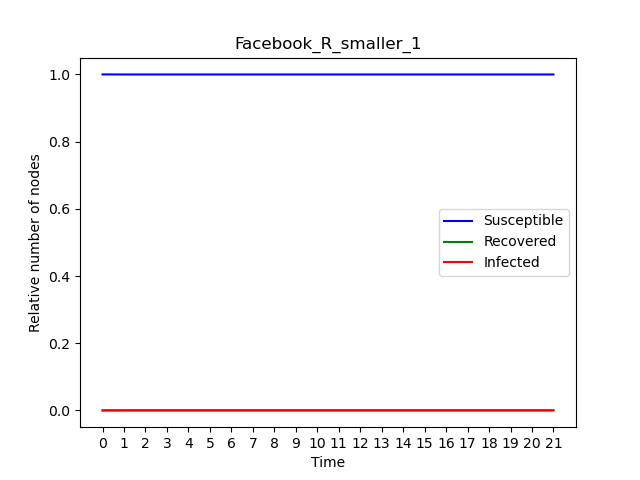 Facebook_R_smaller_1
1.0
0.8
0.6
0.4
0.2
0.0
Relative number of nodes
Susceptible
Recovered
Infected
0 1 2 3 4 5 6 7 8 9 10 11 12 13 14 15 16 17 18 19 20 21
Time